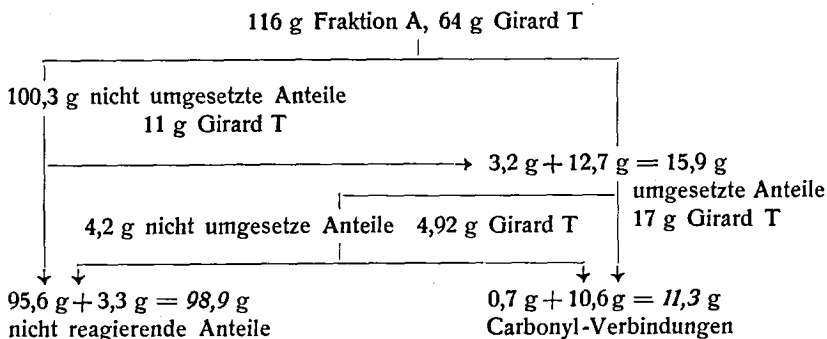 116 g Fraktion A, 64 g Girard T
100,3 g nicht umgesetzte Anteile
11 g Girard T
3,2 g + 12,7 g = 15,9 g
umgesetzte Anteile
17 g Girard T
4,2 g nicht umgesetze Anteile 4,92 g Girard T
95,6 g + 3,3 g = 98,9 g
nicht reagierende Anteile
0,7 g + 10,6 g = 11,3 g
Carbonyl-Verbindungen